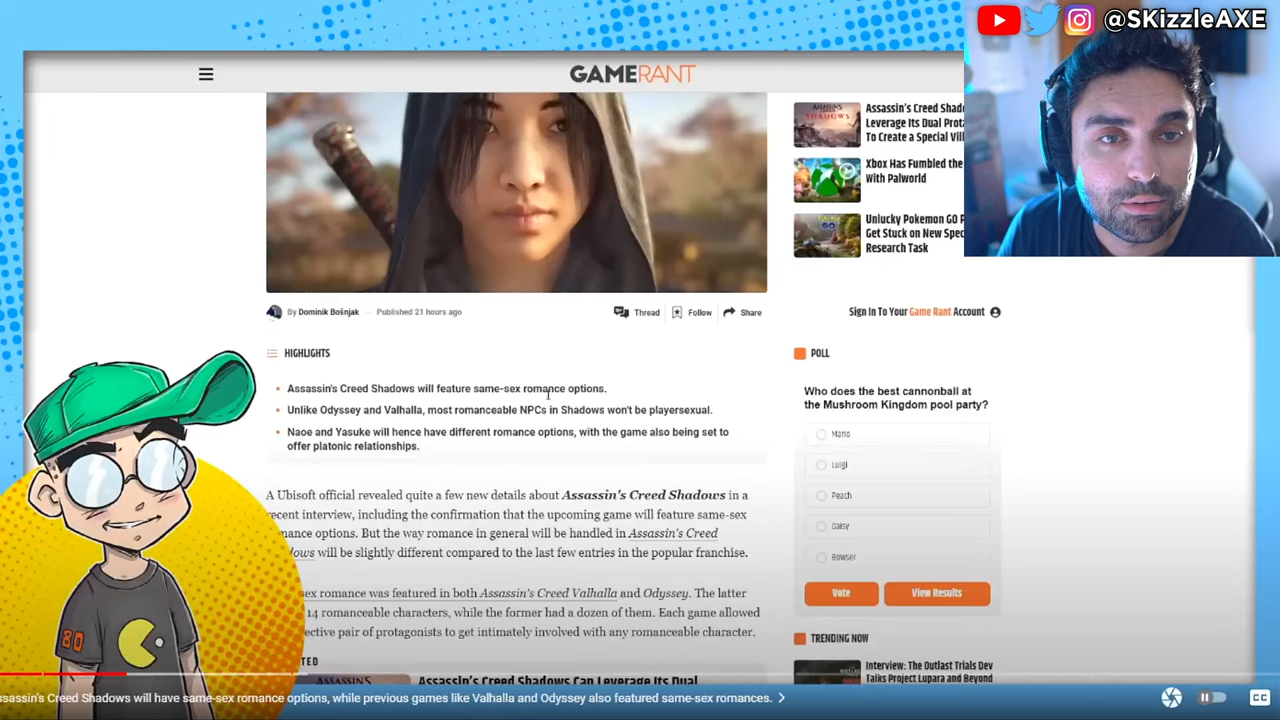 @SKizzleAXE
GAMERANT
Assassin's Creed Shado
Leverage Its Dual Prota
To Create a Special Vill
Xbox Has Fumbled the
With Palworld
Unlucky Pokemon GO P
Get Stuck on New Spec
Research Task
ASSASSIN'S CREED
SHADOWS
By Dominik Bošnjak
Published 21 hours ago
Thread
Follow
Share
Sign In To Your Game Rant Account
HIGHLIGHTS
Assassin's Creed Shadows will feature same-sex romance options.
Unlike Odyssey and Valhalla, most romanceable NPCs in Shadows won't be playersexual.
Naoe and Yasuke will hence have different romance options, with the game also being set to
offer platonic relationships.
POLL
Who does the best cannonball at
the Mushroom Kingdom pool party?
Mario
Luigi
Peach
Daisy
Bowser
Vote
View Results
A Ubisoft official revealed quite a few new details about Assassin's Creed Shadows in a
recent interview, including the confirmation that the upcoming game will feature same-sex
mance options. But the way romance in general will be handled in Assassin's Creed
ows will be slightly different compared to the last few entries in the popular franchise.
sex romance was featured in both Assassin's Creed Valhalla and Odyssey. The latter
14 romanceable characters, while the former had a dozen of them. Each game allowed
ective pair of protagonists to get intimately involved with any romanceable character.
TRENDING NOW
Interview: The Outlast Trials Dev
Talks Project Lupara and Beyond
TED
Assassin's Creed Shadows Can Leverage Its Dual
80
ssassin's Creed Shadows will have same-sex romance options, while previous games like Valhalla and Odyssey also featured same-sex romances.
CC